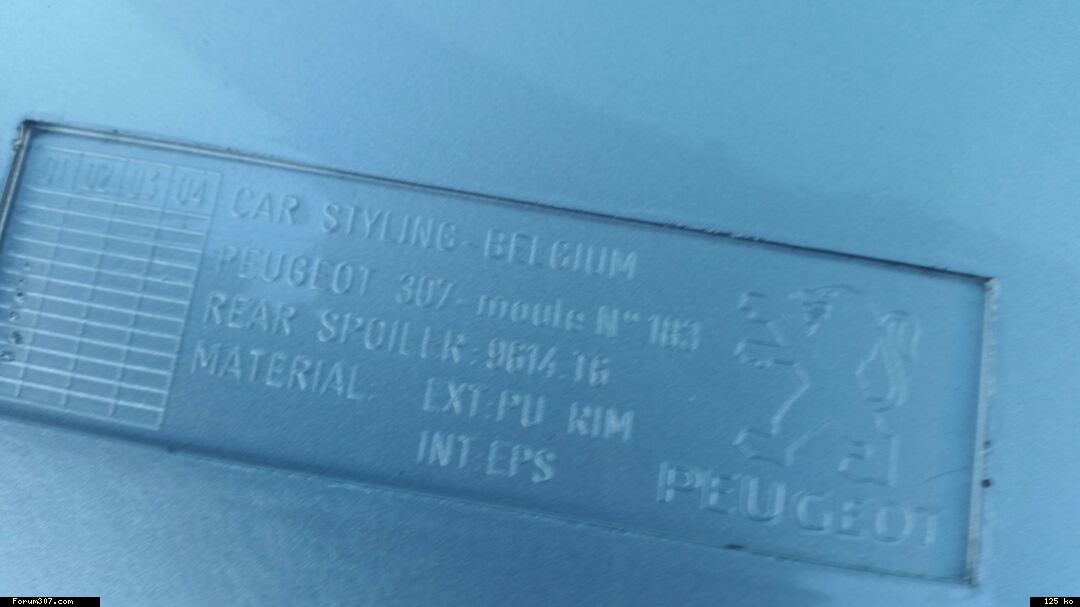 01 02 03 04
CAR STYLING-BELGIUM
PEUGEOT 307-moule N° 183
REAR SPOILER:9614.16
MATERIAL: EXT:PU RIM
INT:EPS
PEUGEOT
Forum307.com
125 ko